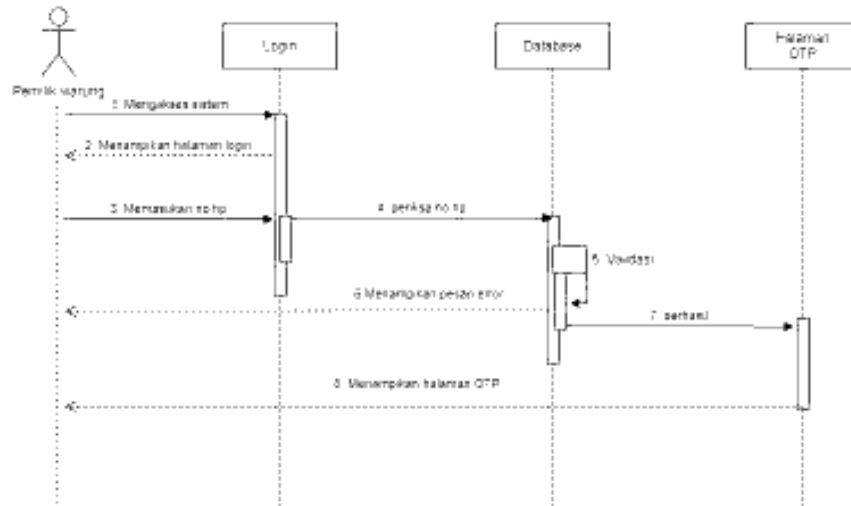 Login
Database
Halaman
OTP
Pemilik warung
1. Mengakses sistem
2. Menampilkan halaman login
3. Memasukan no hp
4. periksa no hp
5. Validasi
6 Menampilkan pesan error
7. berhasil
8. Menampilkan halaman OTP